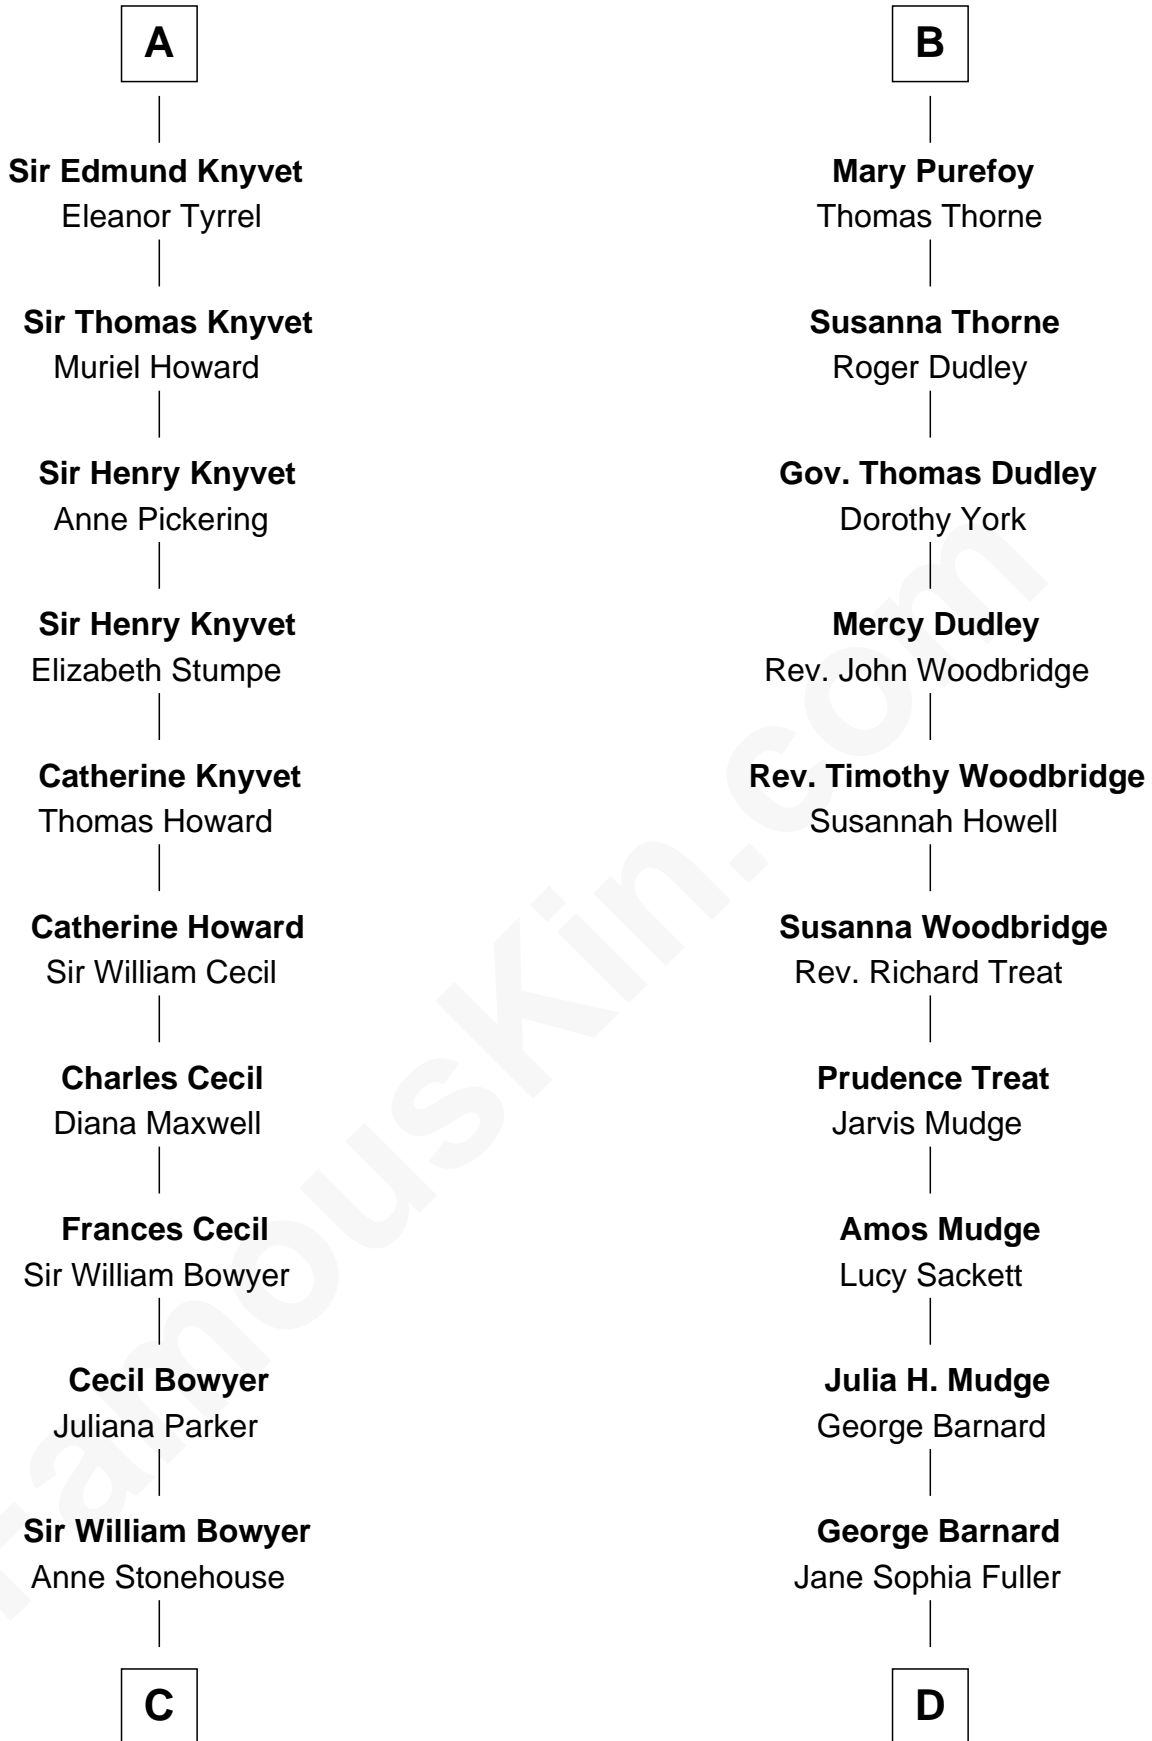 A
Sir Edmund Knyvet
Eleanor Tyrrel
Sir Thomas Knyvet
Muriel Howard
Sir Henry Knyvet
Anne Pickering
Sir Henry Knyvet
Elizabeth Stumpe
Catherine Knyvet
Thomas Howard
Catherine Howard
Sir William Cecil
Charles Cecil
Diana Maxwell
Frances Cecil
Sir William Bowyer
Cecil Bowyer
Juliana Parker
Sir William Bowyer
Anne Stonehouse
C
B
Mary Purefoy
Thomas Thorne
Susanna Thorne
Roger Dudley
Gov. Thomas Dudley
Dorothy York
Mercy Dudley
Rev. John Woodbridge
Rev. Timothy Woodbridge
Susannah Howell
Susanna Woodbridge
Rev. Richard Treat
Prudence Treat
Jarvis Mudge
Amos Mudge
Lucy Sackett
Julia H. Mudge
George Barnard
George Barnard
Jane Sophia Fuller
D
FamousKin.com